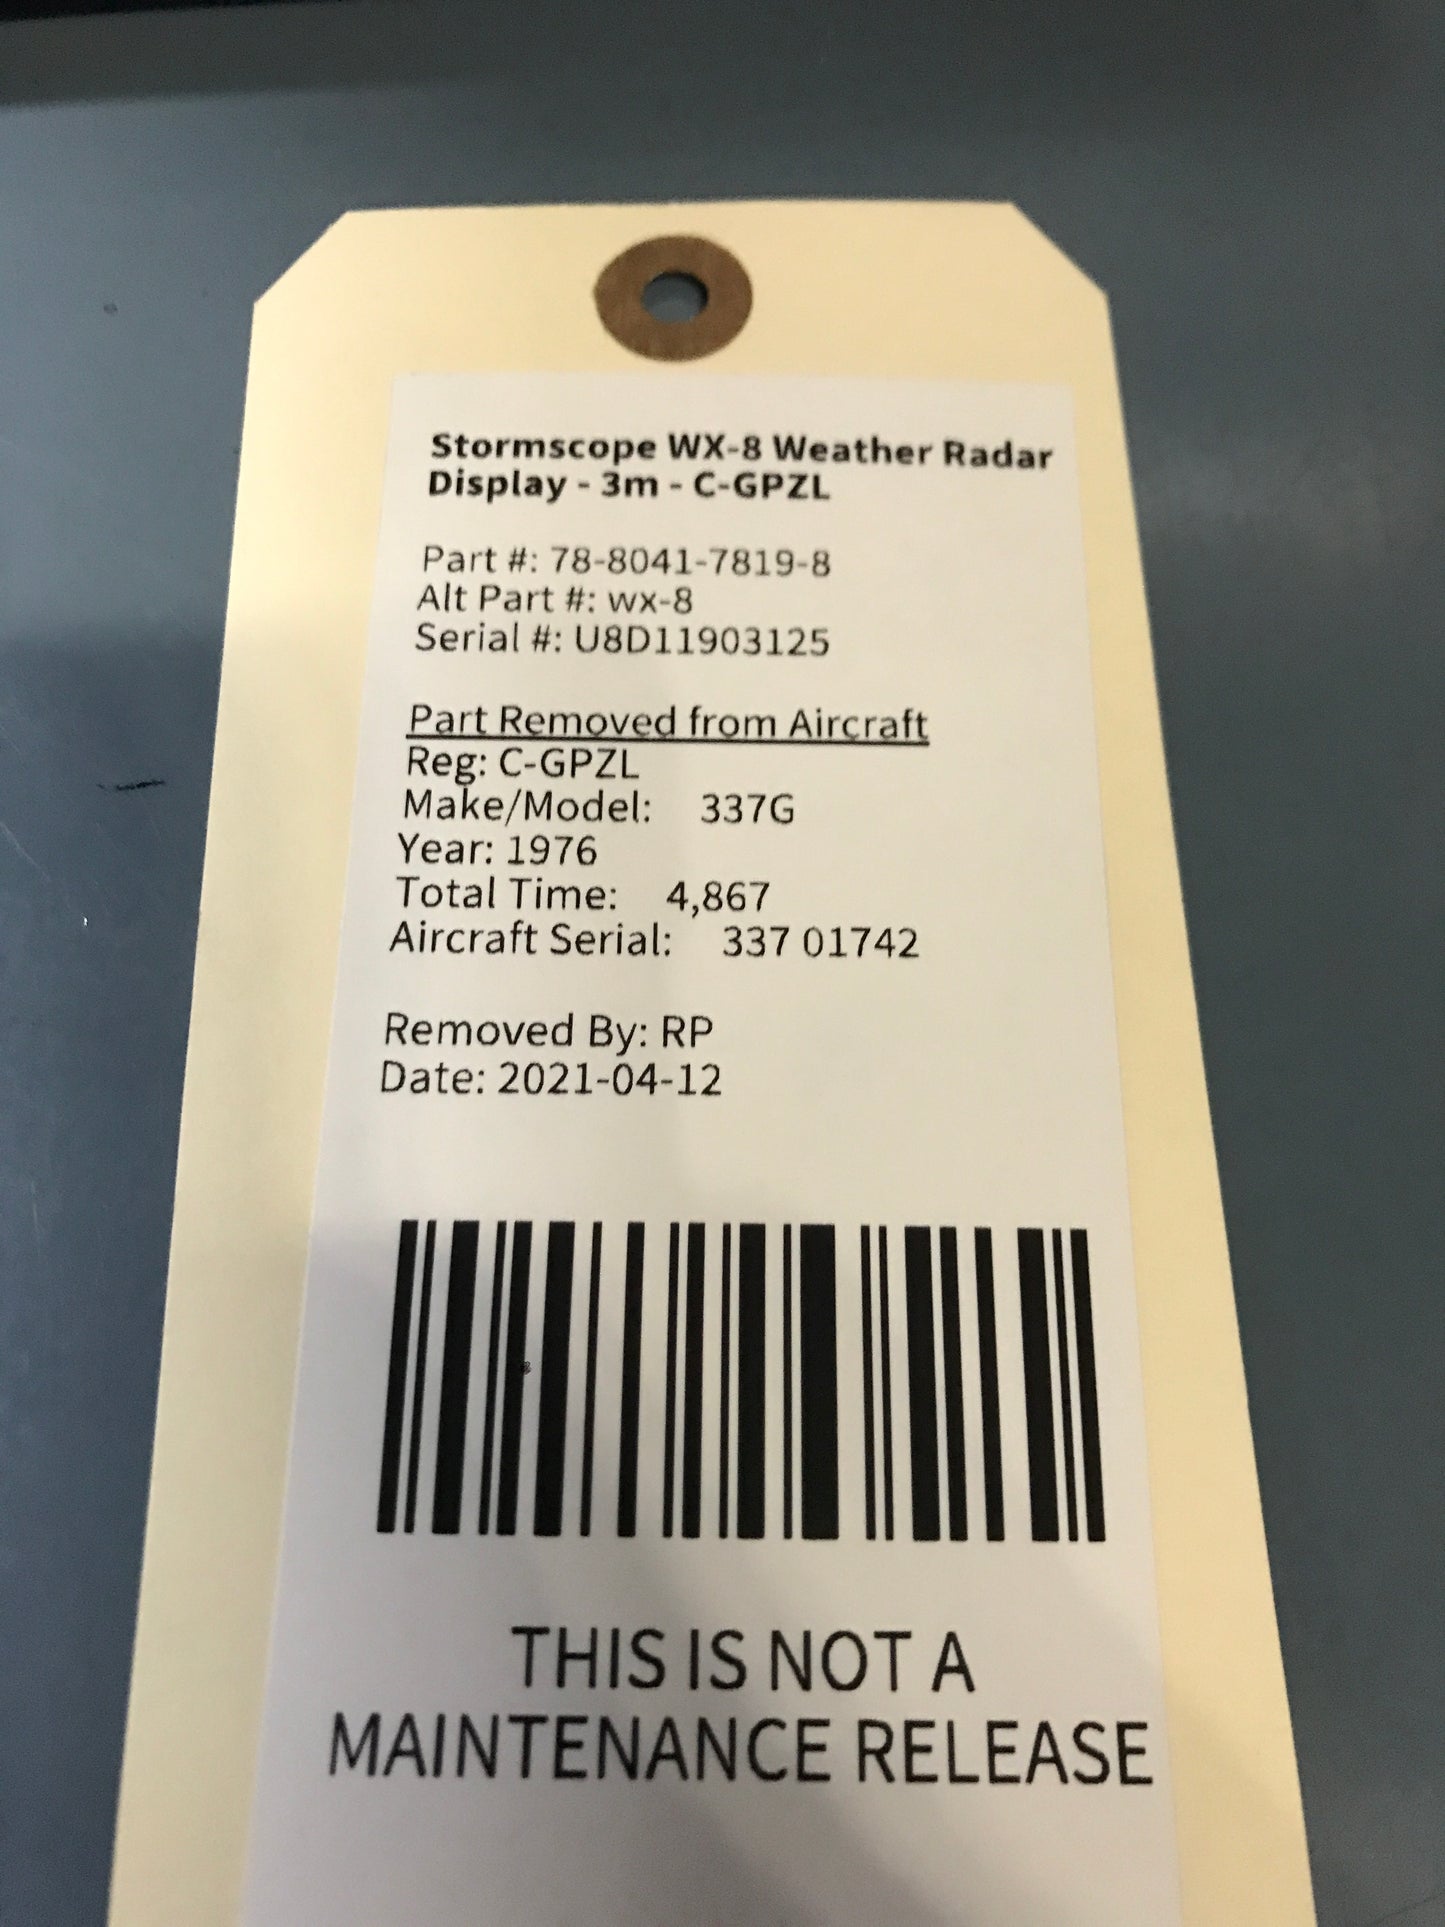 Stormscope WX-8 Weather Radar
Display - 3m - C-GPZL
Part #: 78-8041-7819-8
Alt Part #: wx-8
Serial #: U8D11903125
Part Removed from Aircraft
Reg: C-GPZL
Make/Model: 337G
Year: 1976
Total Time: 4,867
Aircraft Serial: 337 01742
Removed By: RP
Date: 2021-04-12
THIS IS NOT A
MAINTENANCE RELEASE